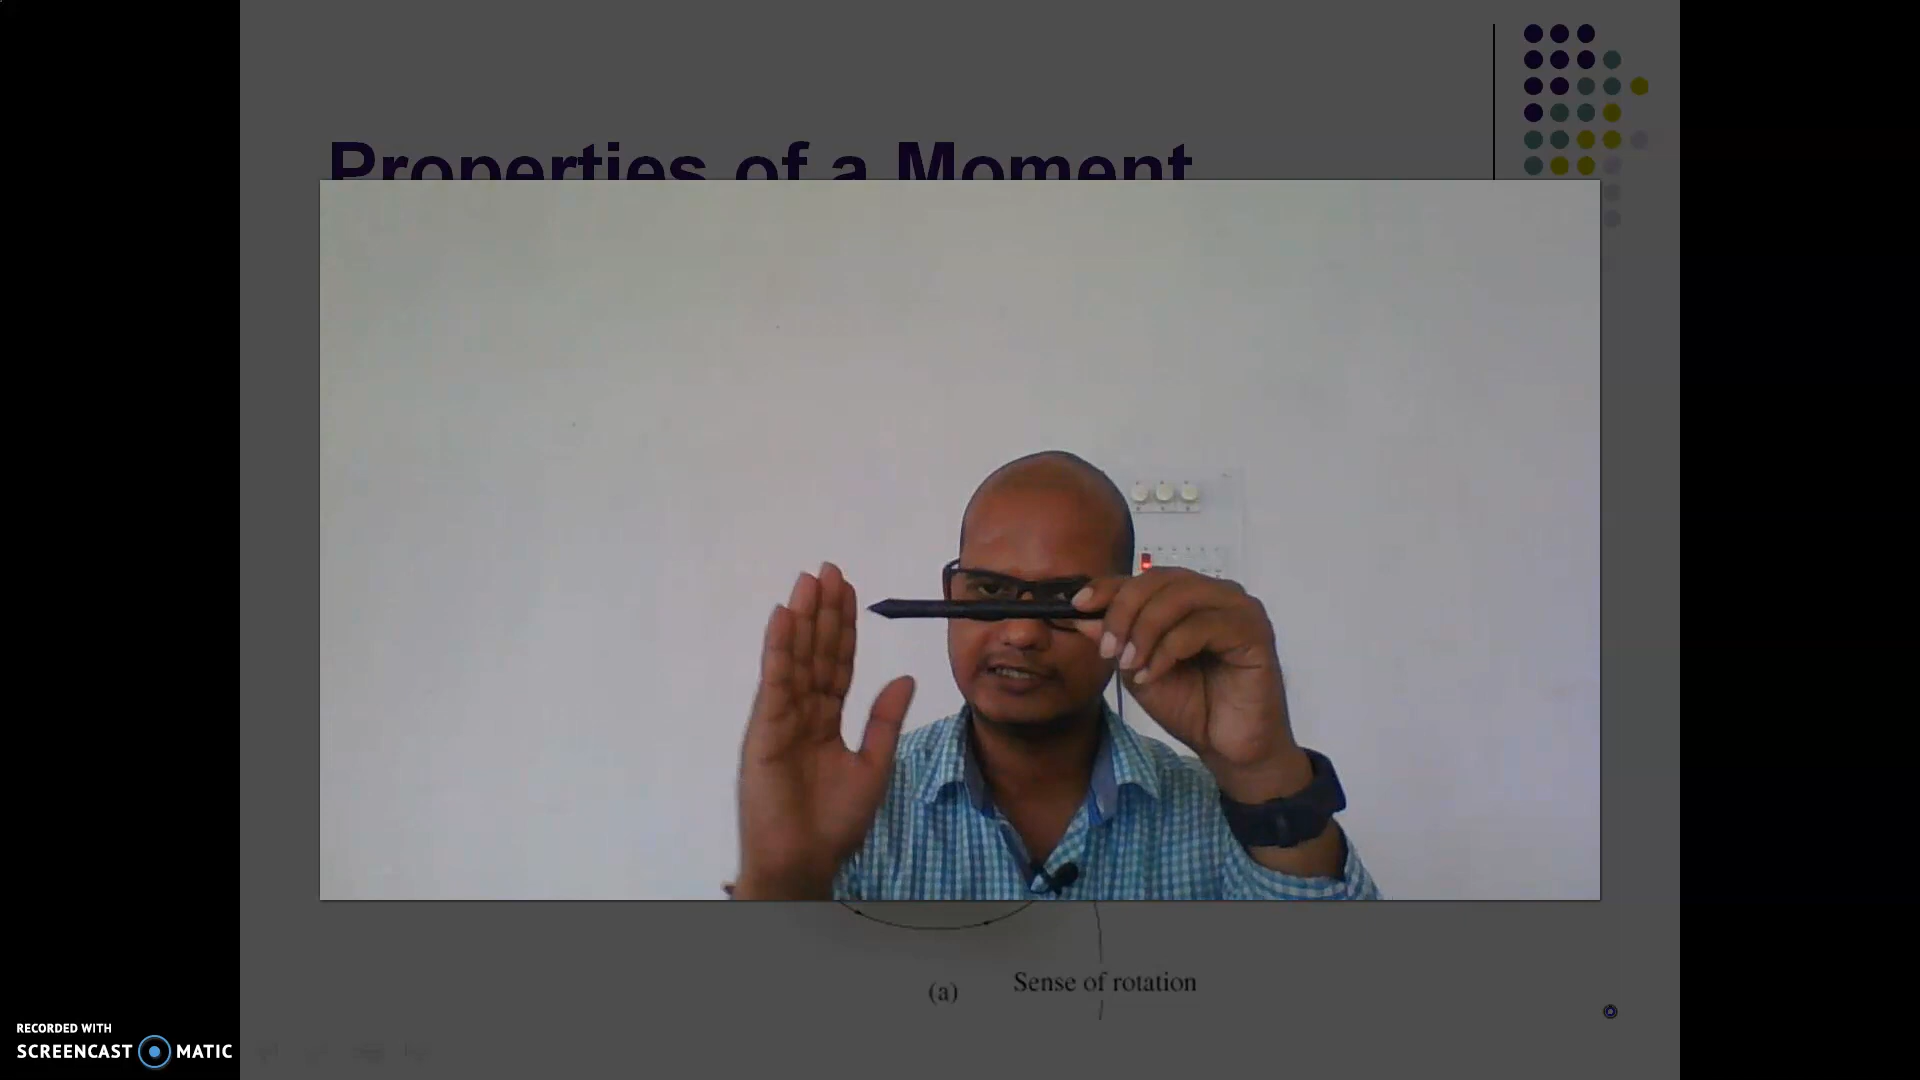 Properties of a Moment
(a) Sense of rotation
RECORDED WITH
SCREENCAST MATIC